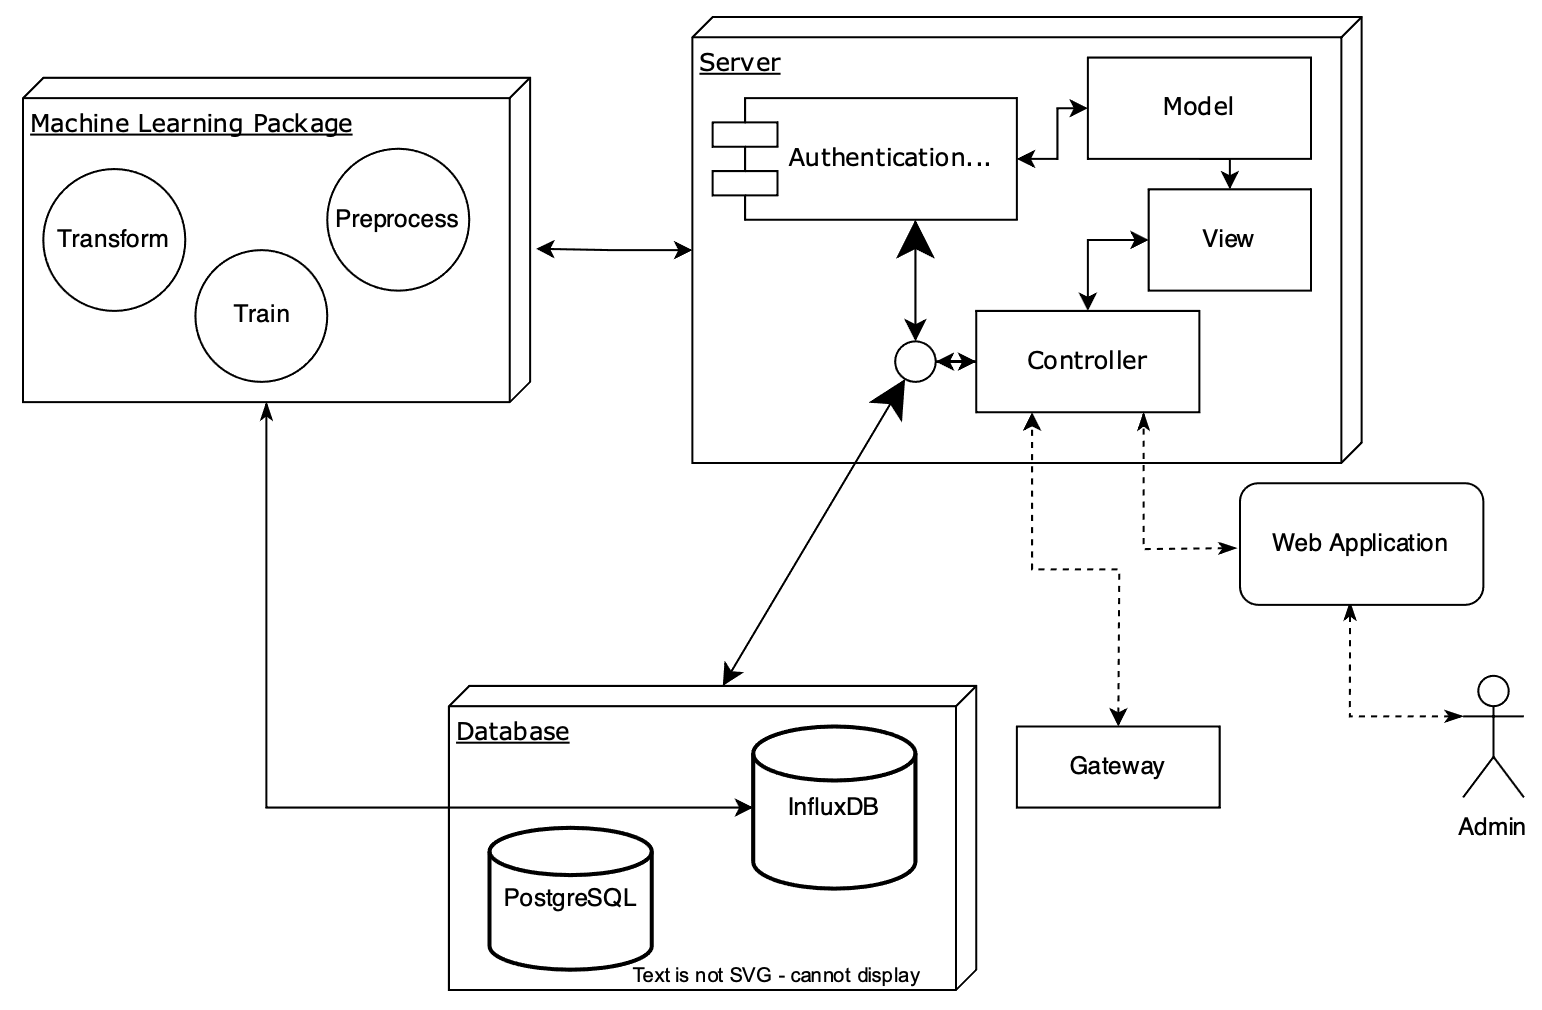 Server
Model
Machine Learning Package
Authentication...
Preprocess
Transform
View
Train
Controller
Web Application
Database
Gateway
InfluxDB
Admin
PostgreSQL
Text is not SVG - cannot display